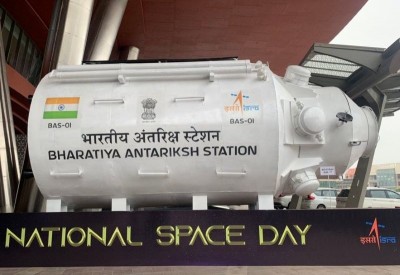 BAS-01
इसरो isro
BAS-01
भारतीय अंतरिक्ष स्टेशन
BHARATIYA ANTARIKSH STATION
NATIONAL SPACE DAY
इसरो isro